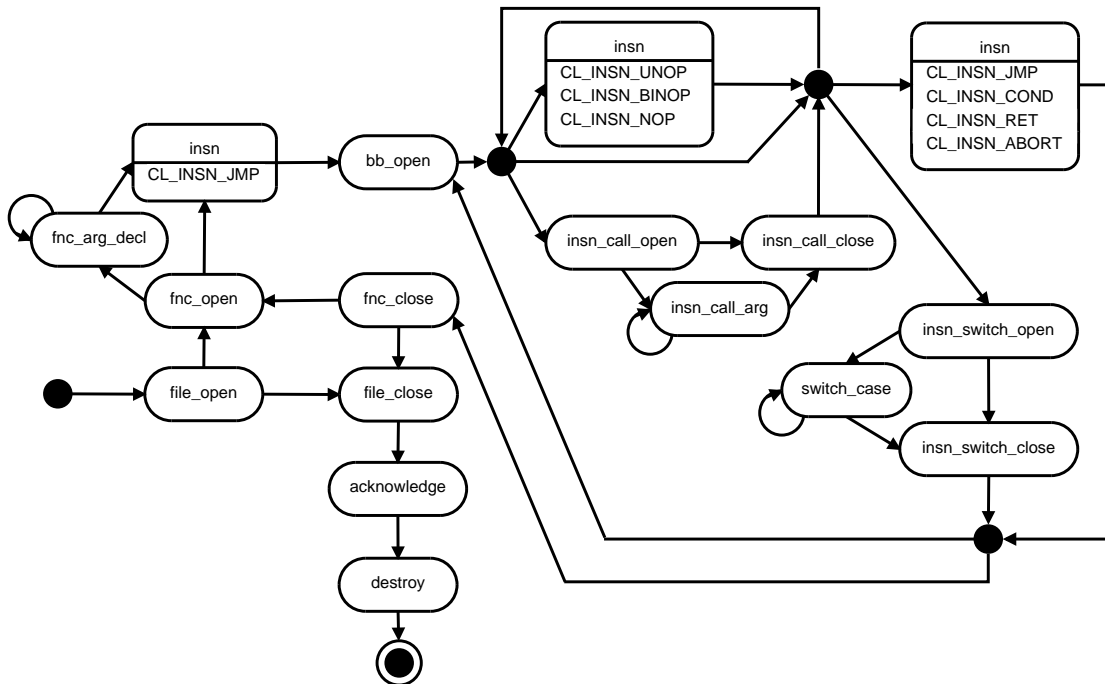 insn
CL_INSN_UNOP
CL_INSN_BINOP
CL_INSN_NOP
insn
CL_INSN_JMP
CL_INSN_COND
CL_INSN_RET
CL_INSN_ABORT
insn
CL_INSN_JMP
bb_open
fnc_arg_decl
insn_call_open
insn_call_close
fnc_open
fnc_close
insn_call_arg
insn_switch_open
file_open
file_close
switch_case
insn_switch_close
acknowledge
destroy